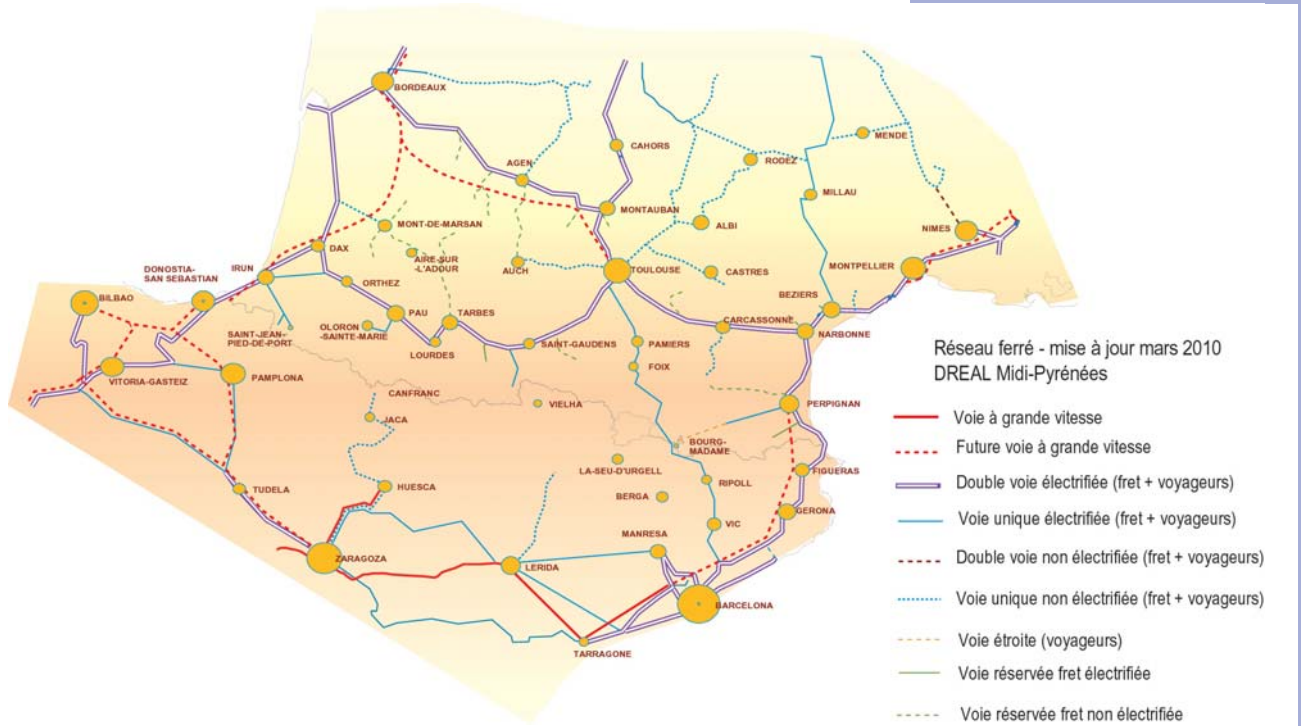 BORDEAUX
CAHORS
MENDE
AGEN
RODEZ
MILLAU
MONTAUBAN
MONT-DE-MARSAN
ALBI
NIMES
DAX
AIRE-SUR
-L'ADOUR
AUCH
TOULOUSE
CASTRES
MONTPELLIER
DONOSTIA-
SAN SEBASTIAN
IRUN
ORTHEZ
BEZIERS
BILBAO
PAU
TARBES
CARCASSONNE
SAINT-JEAN-
PIED-DE-PORT
OLORON
-SAINTE-MARIE
LOURDES
SAINT-GAUDENS
PAMIERS
NARBONNE
FOIX
VITORIA-GASTEIZ
PAMPLONA
CANFRANC
JACA
VIELHA
PERPIGNAN
BOURG-
MADAME
LA-SEU-D'URGELL
FIGUERAS
TUDELA
HUESCA
BERGA
RIPOLL
GERONA
VIC
MANRESA
ZARAGOZA
LERIDA
BARCELONA
TARRAGONE
Réseau ferré - mise à jour mars 2010
DREAL Midi-Pyrénées
Voie à grande vitesse
Future voie à grande vitesse
Double voie électrifiée (fret + voyageurs)
Voie unique électrifiée (fret + voyageurs)
Double voie non électrifiée (fret + voyageurs)
Voie unique non électrifiée (fret + voyageurs)
Voie étroite (voyageurs)
Voie réservée fret électrifiée
Voie réservée fret non électrifiée